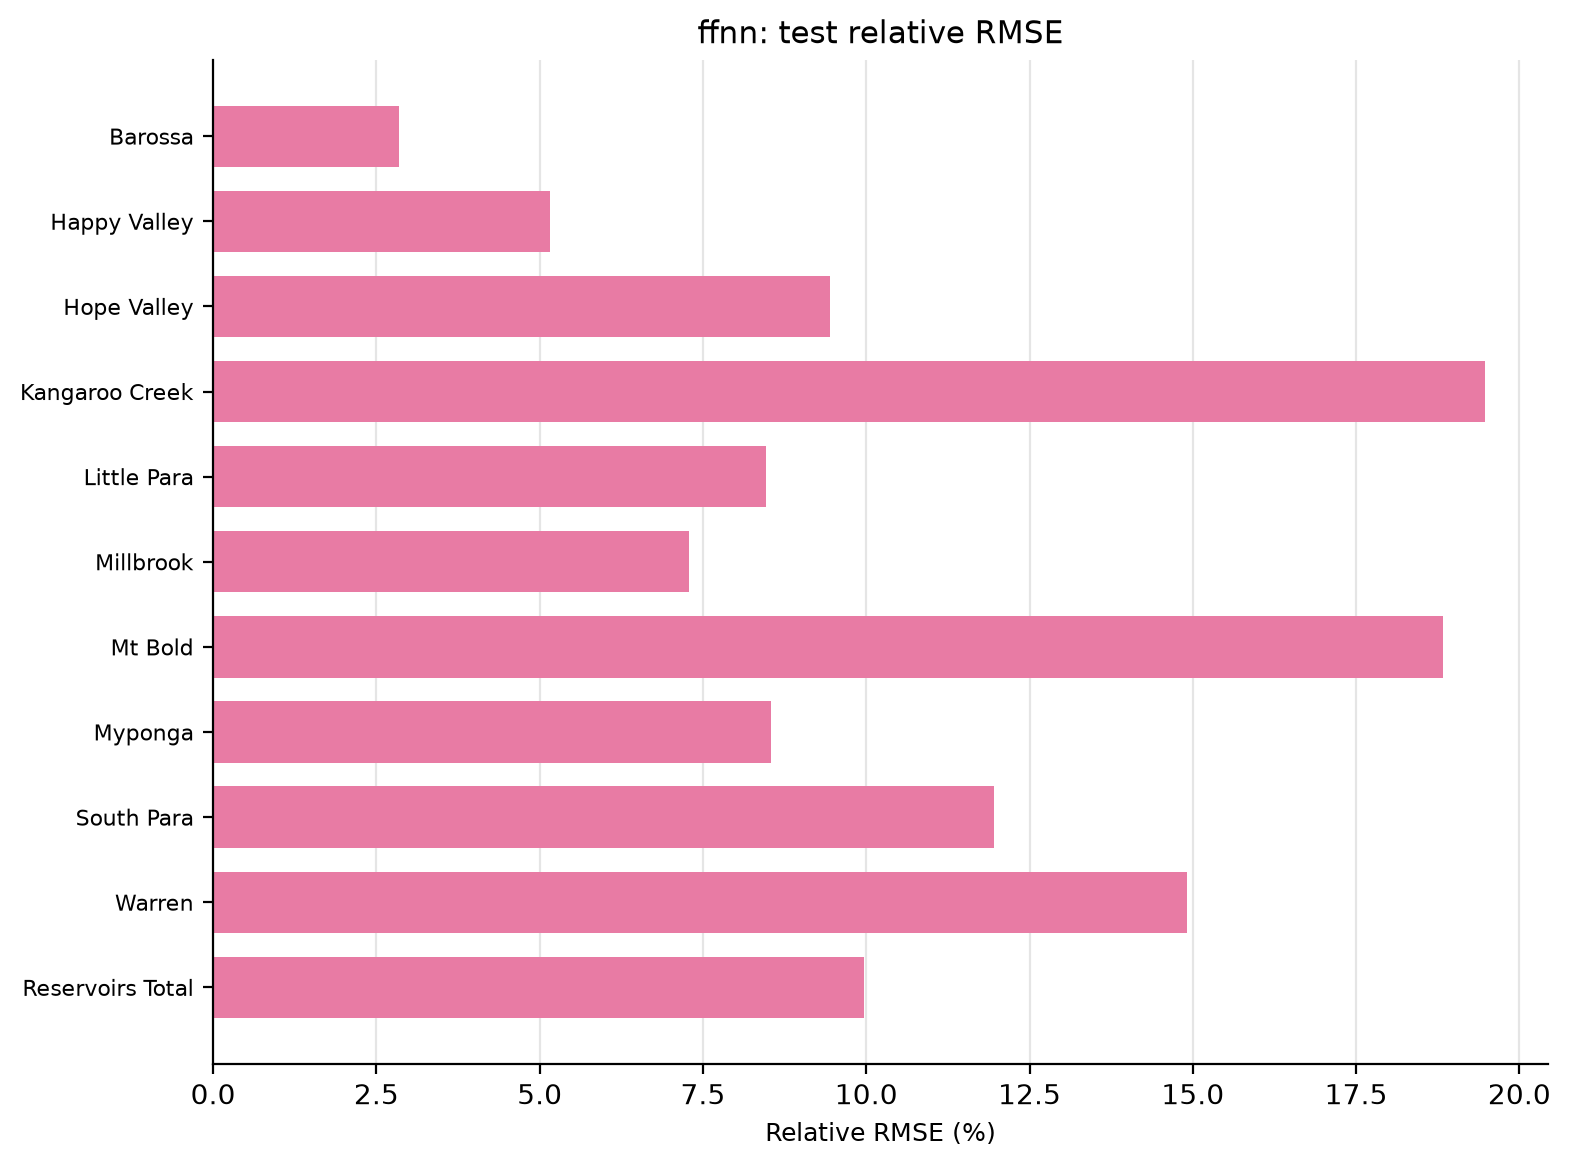 ffnn: test relative RMSE
Barossa
Happy Valley
Hope Valley
Kangaroo Creek
Little Para
Millbrook
Mt Bold
Myponga
South Para
Warren
Reservoirs Total
0.0 2.5 5.0 7.5 10.0 12.5 15.0 17.5 20.0
Relative RMSE (%)